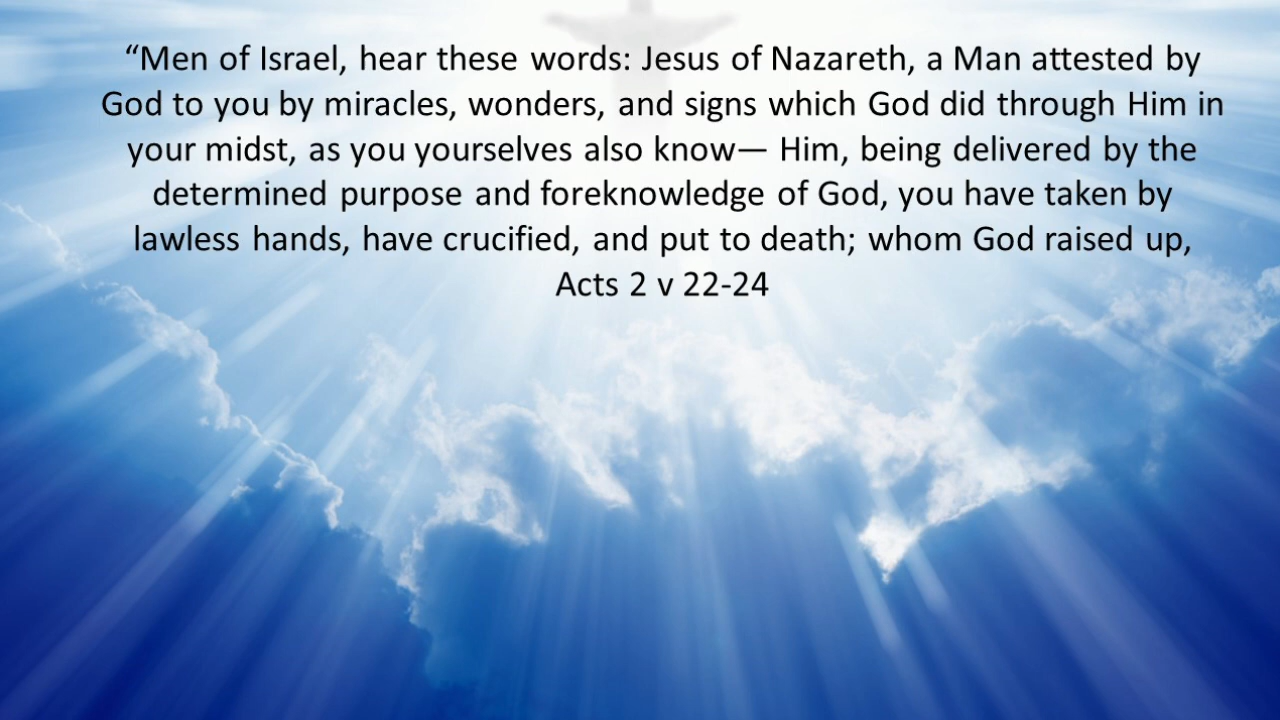 “Men of Israel, hear these words: Jesus of Nazareth, a Man attested by
God to you by miracles, wonders, and signs which God did through Him in
your midst, as you yourselves also know— Him, being delivered by the
determined purpose and foreknowledge of God, you have taken by
lawless hands, have crucified, and put to death; whom God raised up,
Acts 2 v 22-24